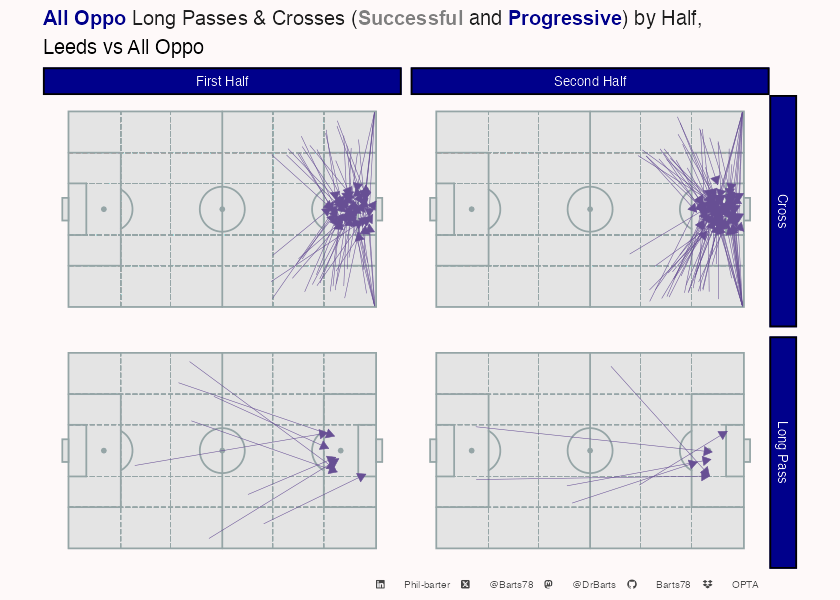 All Oppo Long Passes & Crosses (Successful and Progressive) by Half,
Leeds vs All Oppo
First Half
Second Half
Cross
Long Pass
Phil-barter @Barts78 @DrBarts Barts78 OPTA